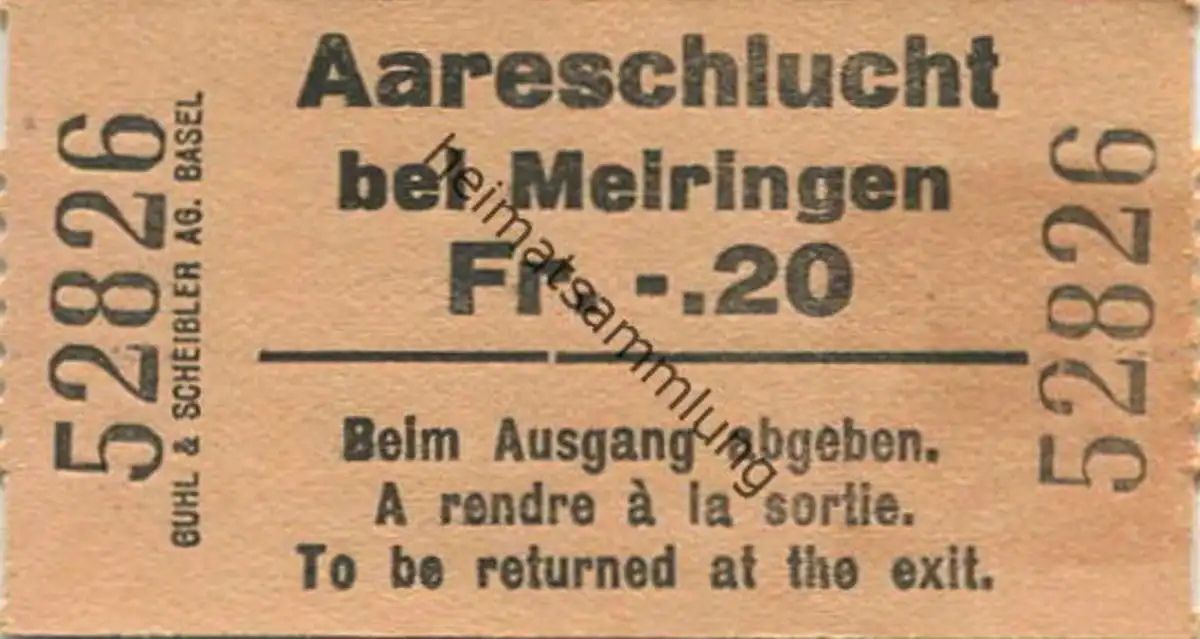 52826
GUHL & SCHEIBLER AG. BASEL
Aareschlucht
bei Meiringen
Fr. -.20
Beim Ausgang abgeben.
A rendre à la sortie.
To be returned at the exit.
52826
heimatsammlung